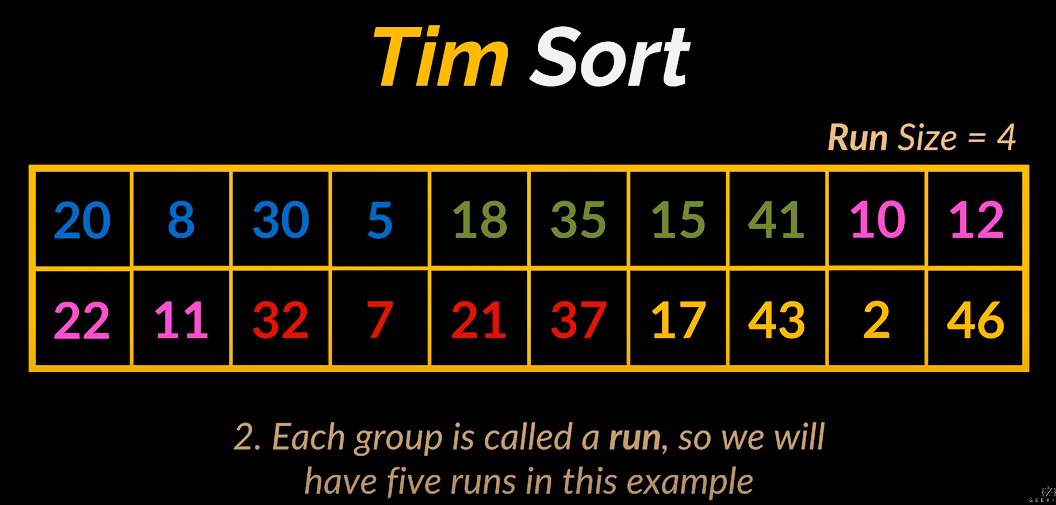 Tim Sort
Run Size = 4
20 8 30 5 18 35 15 41 10 12
22 11 32 7 21 37 17 43 2 46
2. Each group is called a run, so we will
have five runs in this example